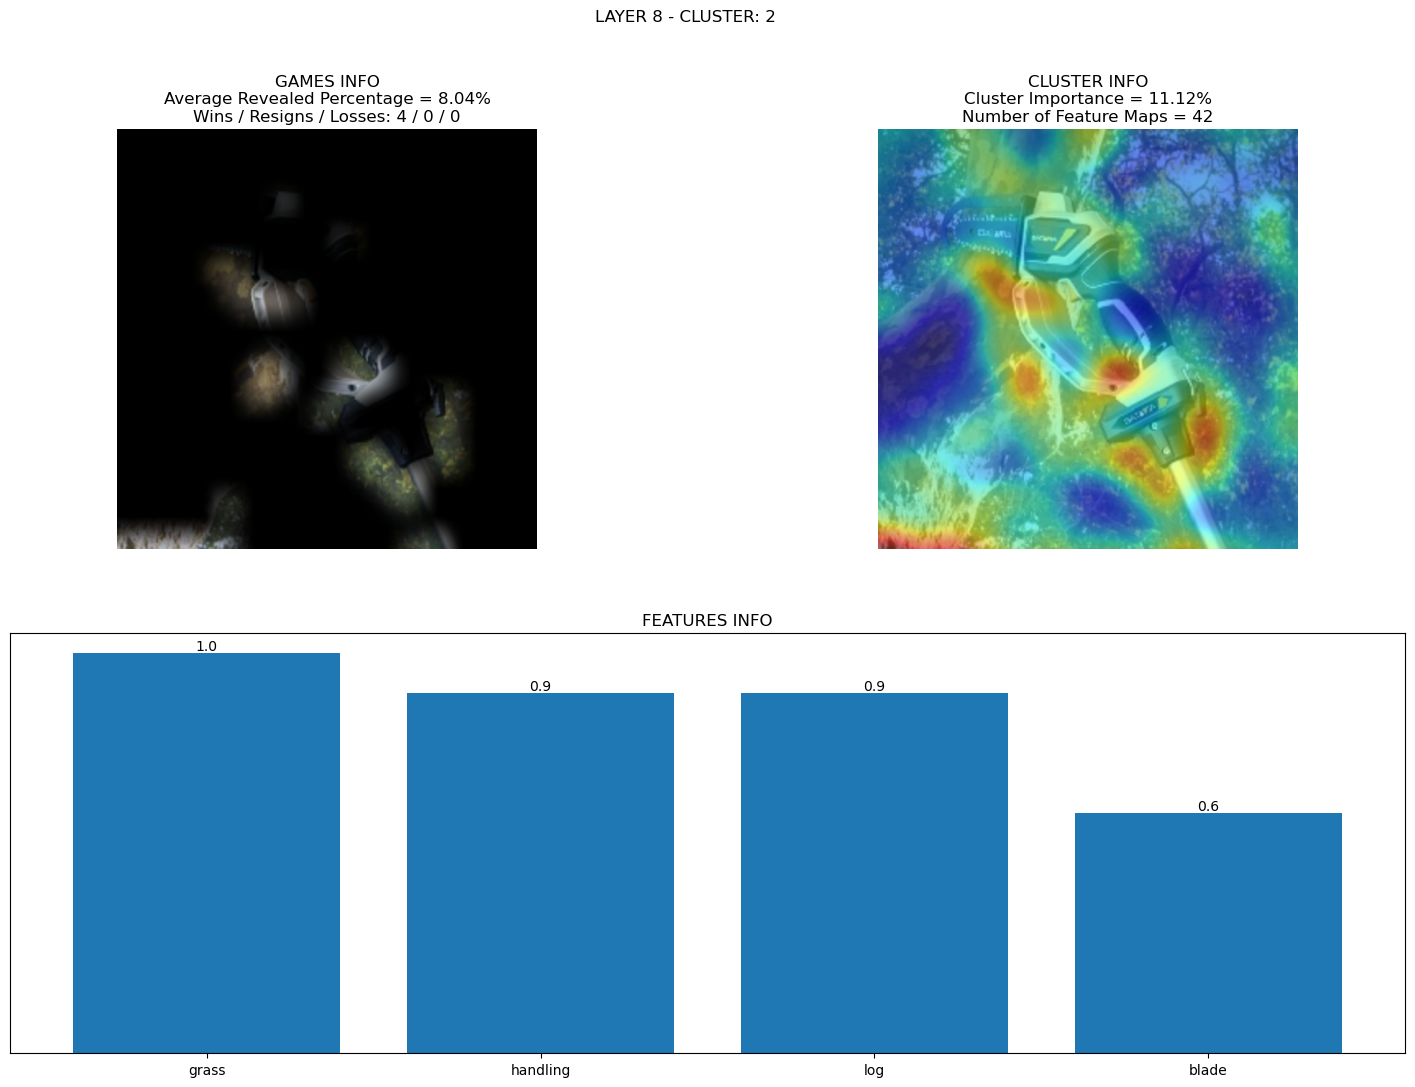 LAYER 8 - CLUSTER: 2
GAMES INFO
Average Revealed Percentage = 8.04%
Wins / Resigns / Losses: 4 / 0 / 0
CLUSTER INFO
Cluster Importance = 11.12%
Number of Feature Maps = 42
FEATURES INFO
1.0
0.9
0.9
0.6
grass
handling
log
blade